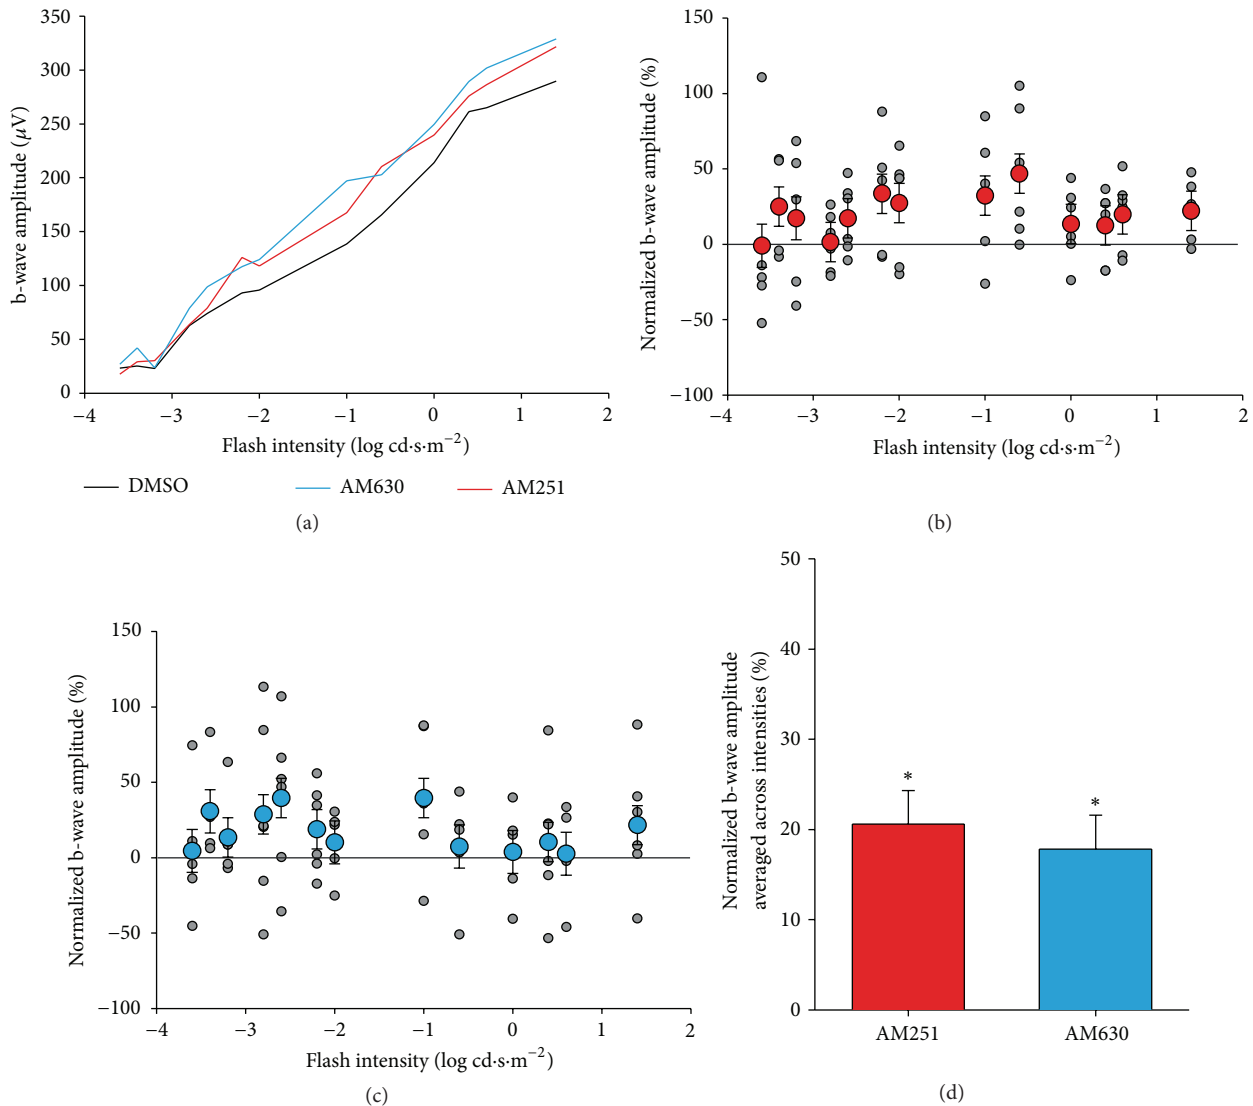 350
300
250
200
150
100
50
0
b-wave amplitude (μV)
−4
−3
−2
−1
0
1
2
Flash intensity (log cd·s·m−2)
DMSO
AM630
AM251
(a)
150
100
50
0
−50
−100
Normalized b-wave amplitude (%)
−4
−3
−2
−1
0
1
2
Flash intensity (log cd·s·m−2)
(b)
150
100
50
0
−50
−100
Normalized b-wave amplitude (%)
−4
−3
−2
−1
0
1
2
Flash intensity (log cd·s·m−2)
(c)
50
40
30
20
10
0
Normalized b-wave amplitude
averaged across intensities (%)
*
*
AM251
AM630
(d)